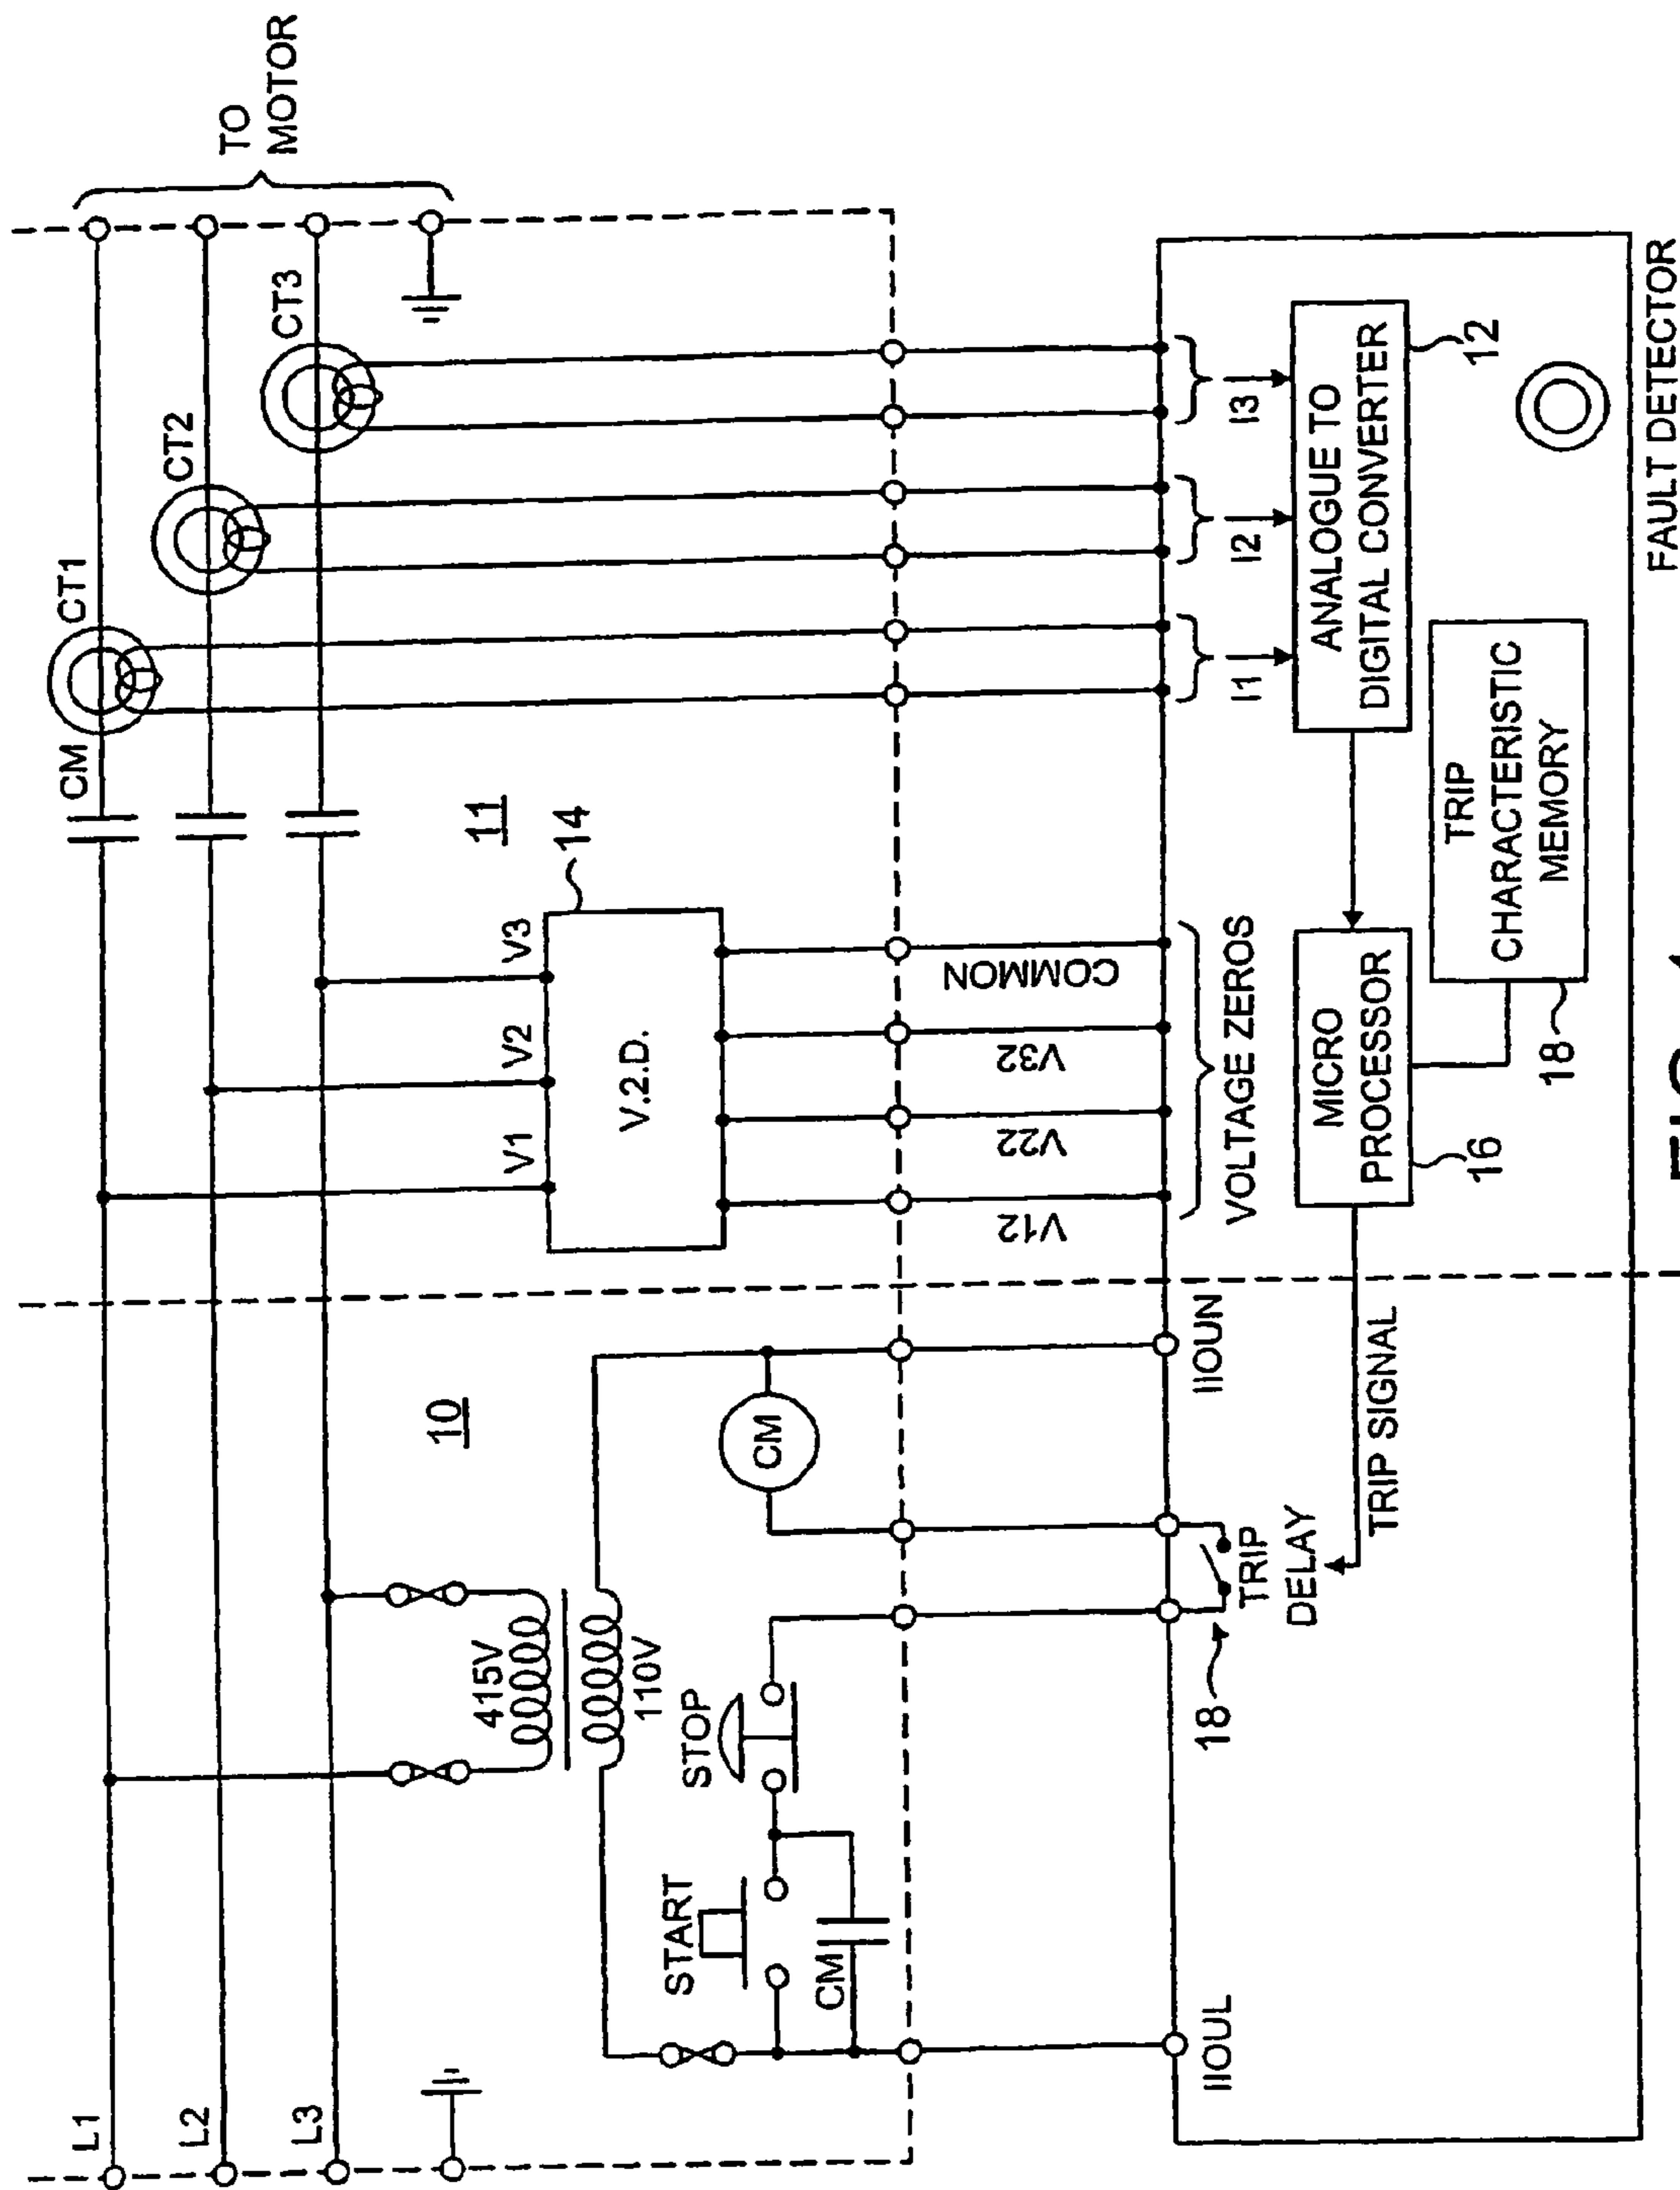 L1
L2
L3
CM
CT1
CT2
CT3
TO
MOTOR
10
11
415V
110V
START
STOP
CM
CM
V1
V2
V3
V.2.D.
14
V12
V22
V32
COMMON
VOLTAGE ZEROS
I1
I2
I3
IIOUL
IIOUN
18
TRIP
DELAY
TRIP SIGNAL
MICRO
PROCESSOR
16
ANALOGUE TO
DIGITAL CONVERTER
12
TRIP
CHARACTERISTIC
MEMORY
18
FAULT DETECTOR